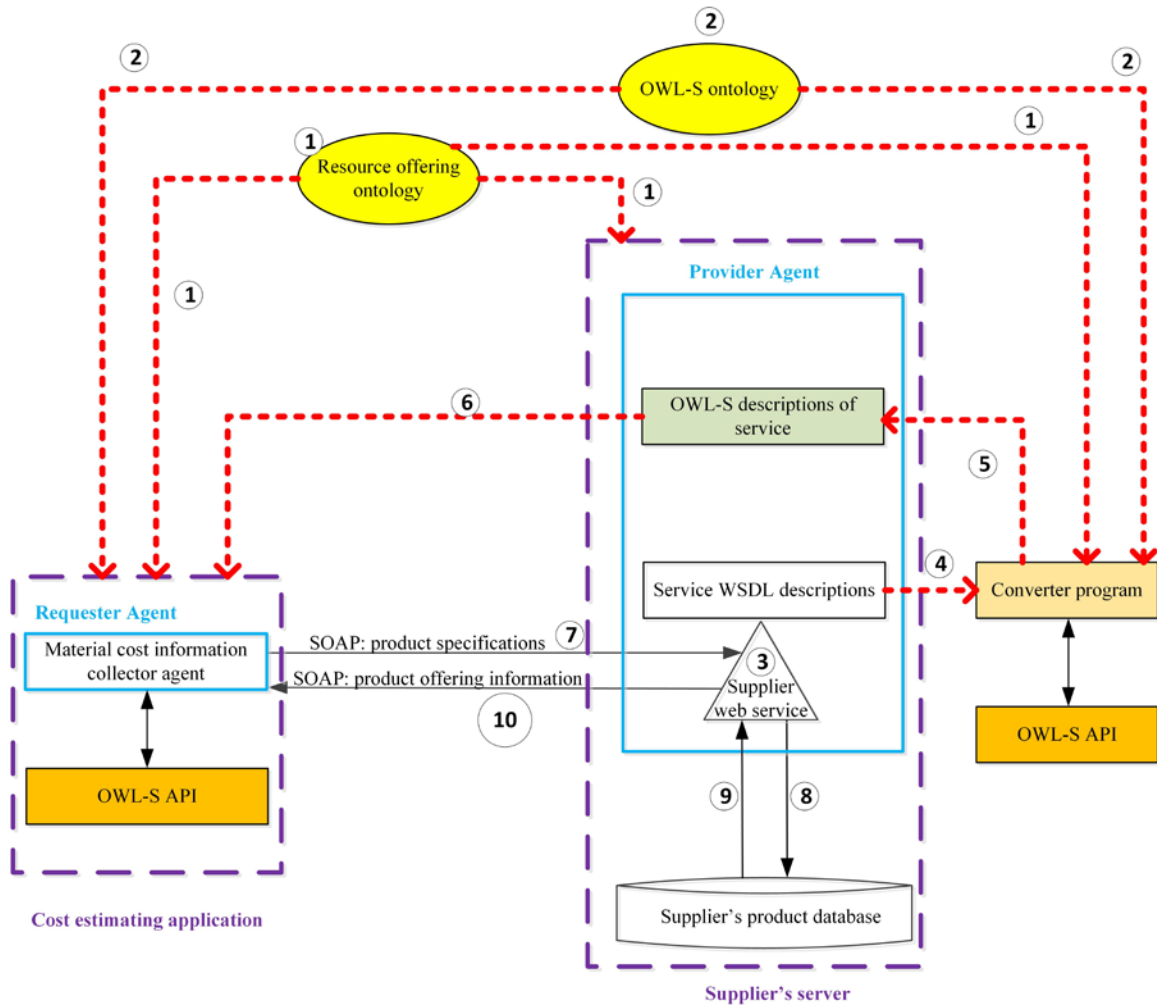 2
2
2
OWL-S ontology
1
1
Resource offering
ontology
1
1
Provider Agent
6
OWL-S descriptions of
service
5
4
Service WSDL descriptions
Converter program
Requester Agent
Material cost information
collector agent
SOAP: product specifications
7
SOAP: product offering information
10
3
Supplier
web service
OWL-S API
OWL-S API
9
8
Supplier's product database
Cost estimating application
Supplier's server